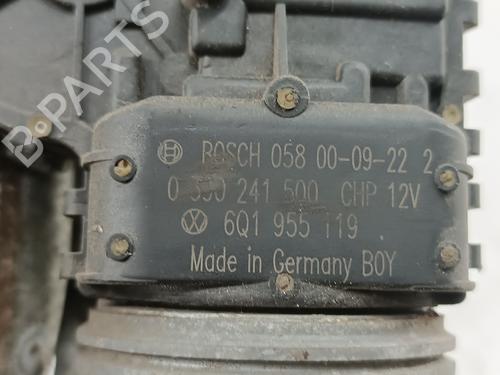 BOSCH 058 00-09-22 2
0 390 241 500 CHP 12V
6Q1 955 119
Made in Germany BOY